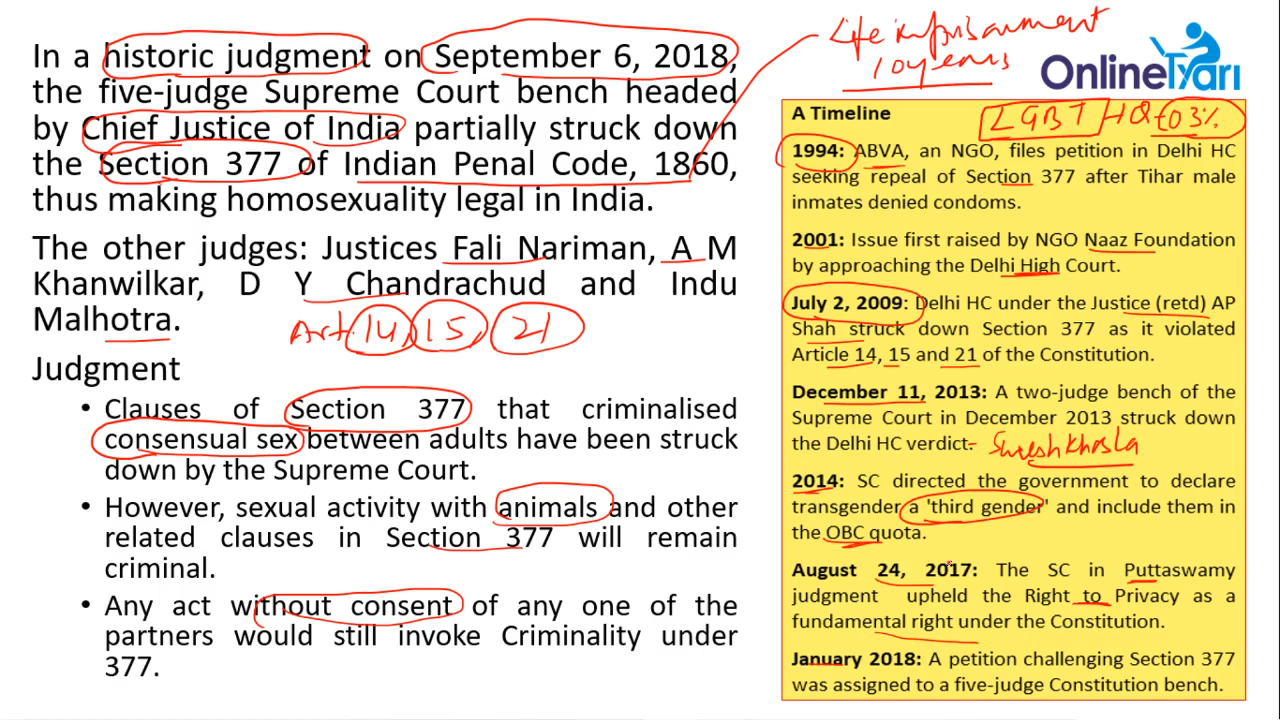 In a historic judgment on September 6, 2018,
the five-judge Supreme Court bench headed
by Chief Justice of India partially struck down
the Section 377 of Indian Penal Code, 1860,
thus making homosexuality legal in India.
The other judges: Justices Fali Nariman, A M
Khanwilkar, D Y Chandrachud and Indu
Malhotra.
Art. 14, 15, 21
Judgment
• Clauses of Section 377 that criminalised
consensual sex between adults have been struck
down by the Supreme Court.
• However, sexual activity with animals and other
related clauses in Section 377 will remain
criminal.
• Any act without consent of any one of the
partners would still invoke Criminality under
377.
Life imprisonment
10 years
OnlineTyari
A Timeline
LGBT HQ 03%
1994: ABVA, an NGO, files petition in Delhi HC
seeking repeal of Section 377 after Tihar male
inmates denied condoms.
2001: Issue first raised by NGO Naaz Foundation
by approaching the Delhi High Court.
July 2, 2009: Delhi HC under the Justice (retd) AP
Shah struck down Section 377 as it violated
Article 14, 15 and 21 of the Constitution.
December 11, 2013: A two-judge bench of the
Supreme Court in December 2013 struck down
the Delhi HC verdict- Suresh Khosla
2014: SC directed the government to declare
transgender a 'third gender' and include them in
the OBC quota.
August 24, 2017: The SC in Puttaswamy
judgment upheld the Right to Privacy as a
fundamental right under the Constitution.
January 2018: A petition challenging Section 377
was assigned to a five-judge Constitution bench.